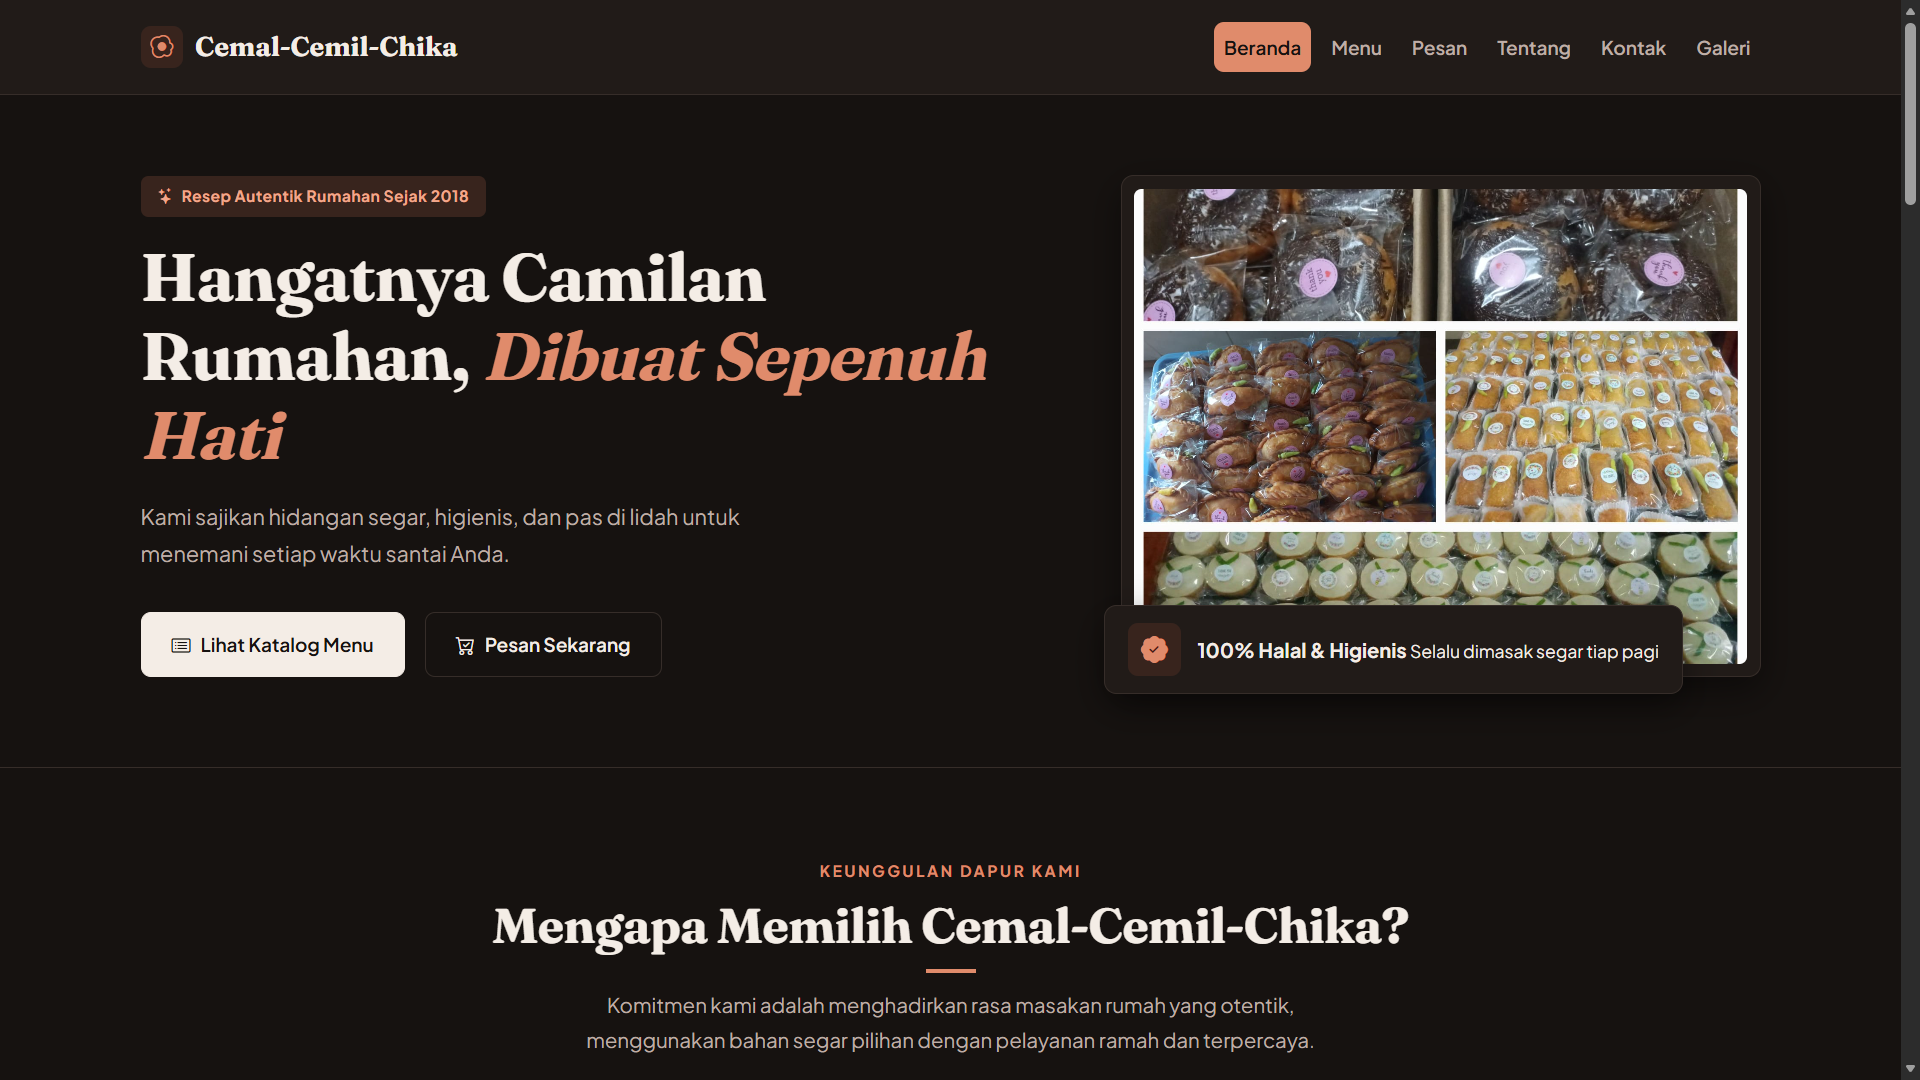 Cemal-Cemil-Chika
Beranda
Menu
Pesan
Tentang
Kontak
Galeri
Resep Autentik Rumahan Sejak 2018
Hangatnya Camilan
Rumahan, Dibuat Sepenuh
Hati
Kami sajikan hidangan segar, higienis, dan pas di lidah untuk
menemani setiap waktu santai Anda.
Lihat Katalog Menu
Pesan Sekarang
thank you
100% Halal & Higienis Selalu dimasak segar tiap pagi
KEUNGGULAN DAPUR KAMI
Mengapa Memilih Cemal-Cemil-Chika?
Komitmen kami adalah menghadirkan rasa masakan rumah yang otentik,
menggunakan bahan segar pilihan dengan pelayanan ramah dan terpercaya.